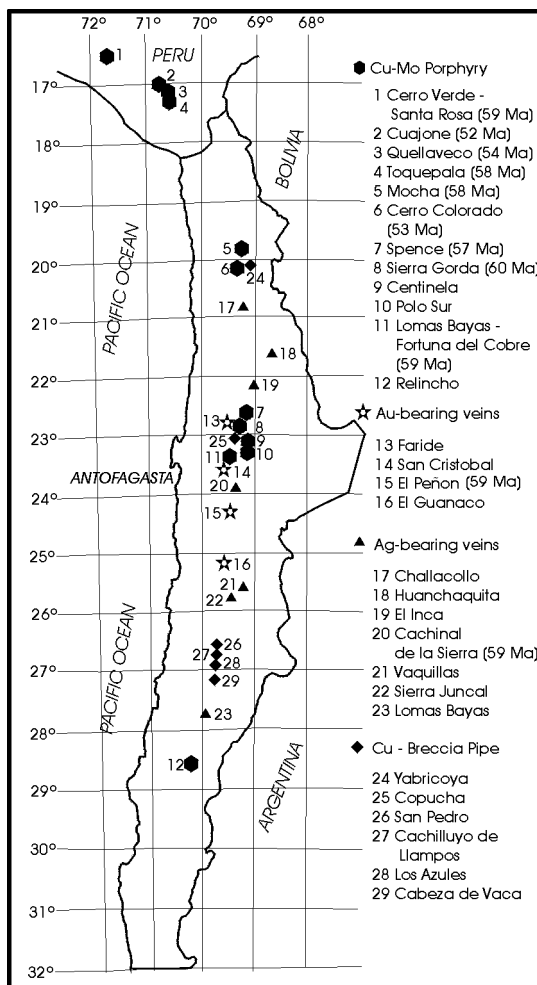 72° 71° 70° 69° 68°
PERU
1
2
17°
3
4
18°
BOLIVIA
19°
PACIFIC OCEAN
5
20°
6
24
17
21°
18
22°
19
13
7
8
23°
25
9
11
10
ANTOFAGASTA
14
20
24°
15
25°
16
21
26°
22
26
27
27°
28
PACIFIC OCEAN
29
23
28°
12
29°
ARGENTINA
30°
31°
32°
Cu-Mo Porphyry
1 Cerro Verde -
Santa Rosa (59 Ma)
2 Cuajone (52 Ma)
3 Quellaveco (54 Ma)
4 Toquepala (58 Ma)
5 Mocha (58 Ma)
6 Cerro Colorado
(53 Ma)
7 Spence (57 Ma)
8 Sierra Gorda (60 Ma)
9 Centinela
10 Polo Sur
11 Lomas Bayas -
Fortuna del Cobre
(59 Ma)
12 Relincho
Au-bearing veins
13 Faride
14 San Cristobal
15 El Peñon (59 Ma)
16 El Guanaco
Ag-bearing veins
17 Challacollo
18 Huanchaquita
19 El Inca
20 Cachinal
de la Sierra (59 Ma)
21 Vaquillas
22 Sierra Juncal
23 Lomas Bayas
Cu - Breccia Pipe
24 Yabricoya
25 Copucha
26 San Pedro
27 Cachilluyo de
Llampos
28 Los Azules
29 Cabeza de Vaca